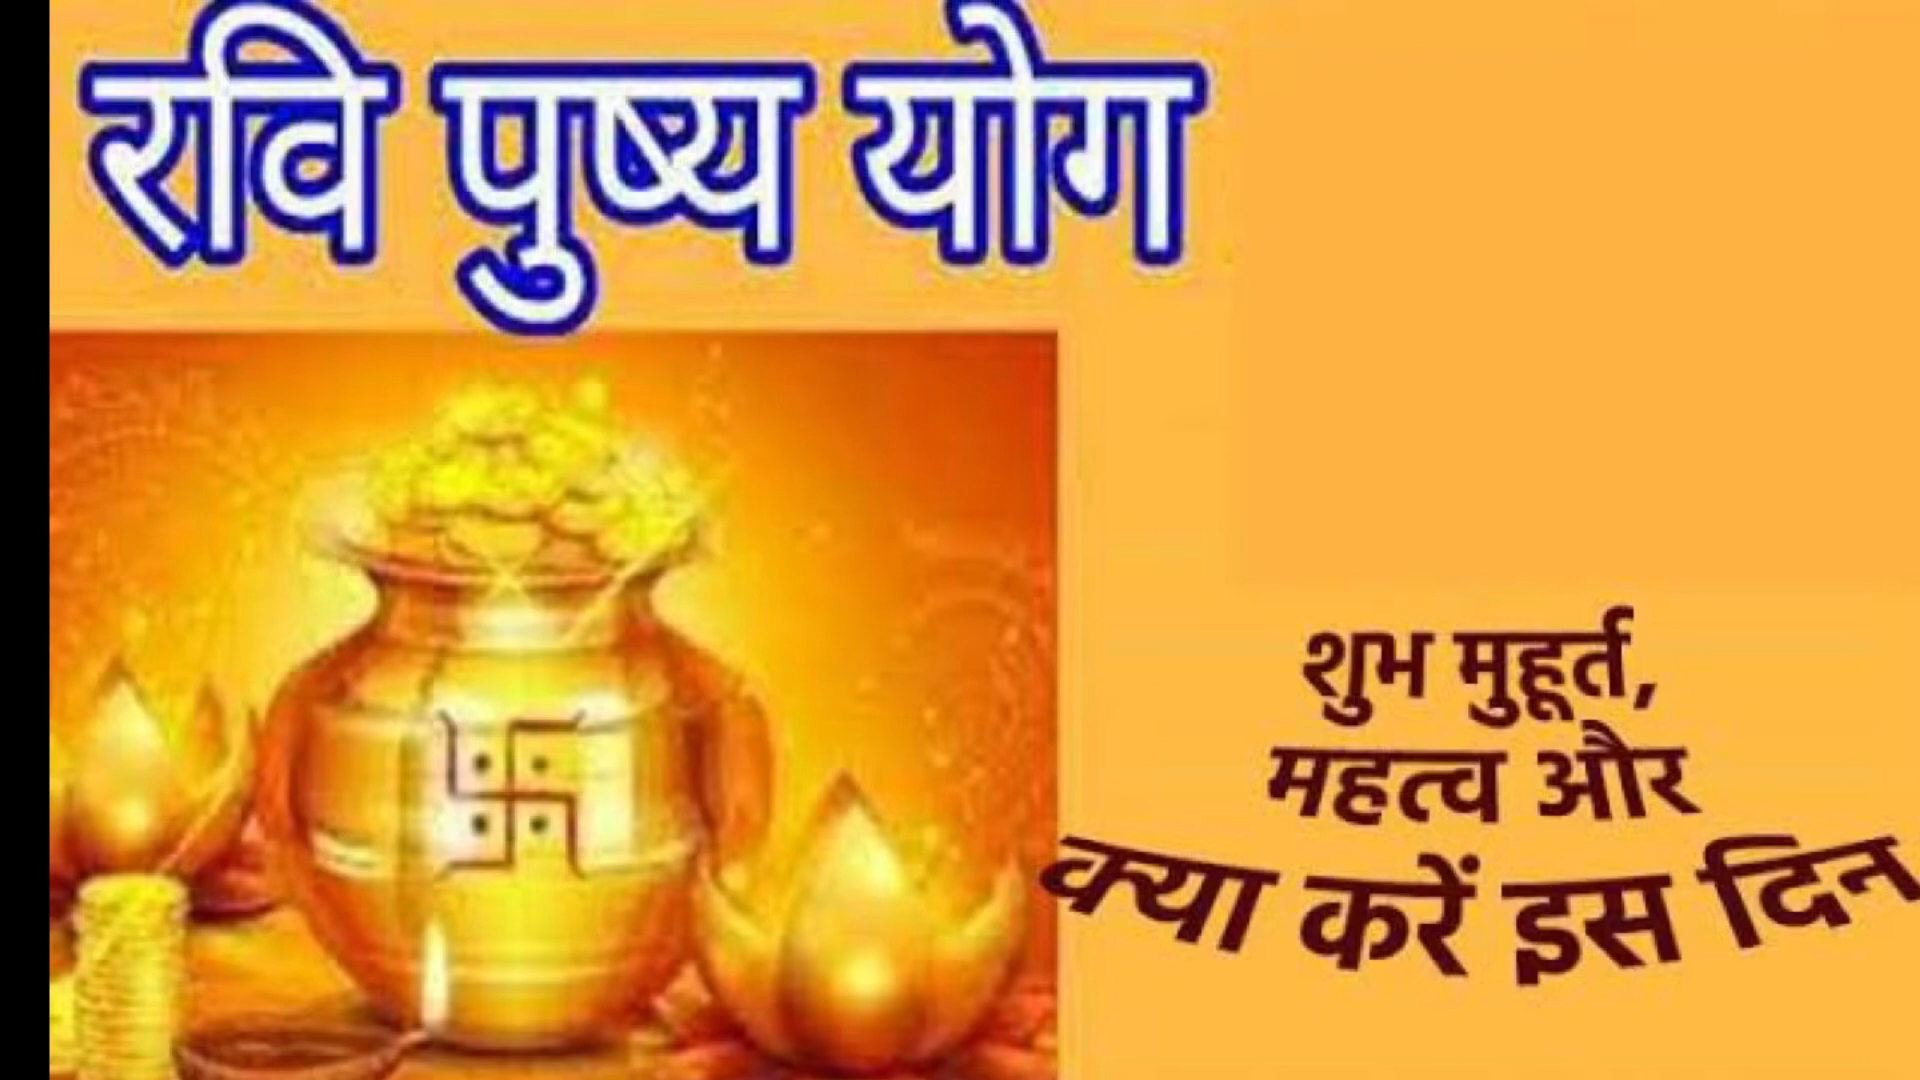 रवि पुष्य योग
शुभ मुहूर्त,
महत्व और
क्या करें इस दिन